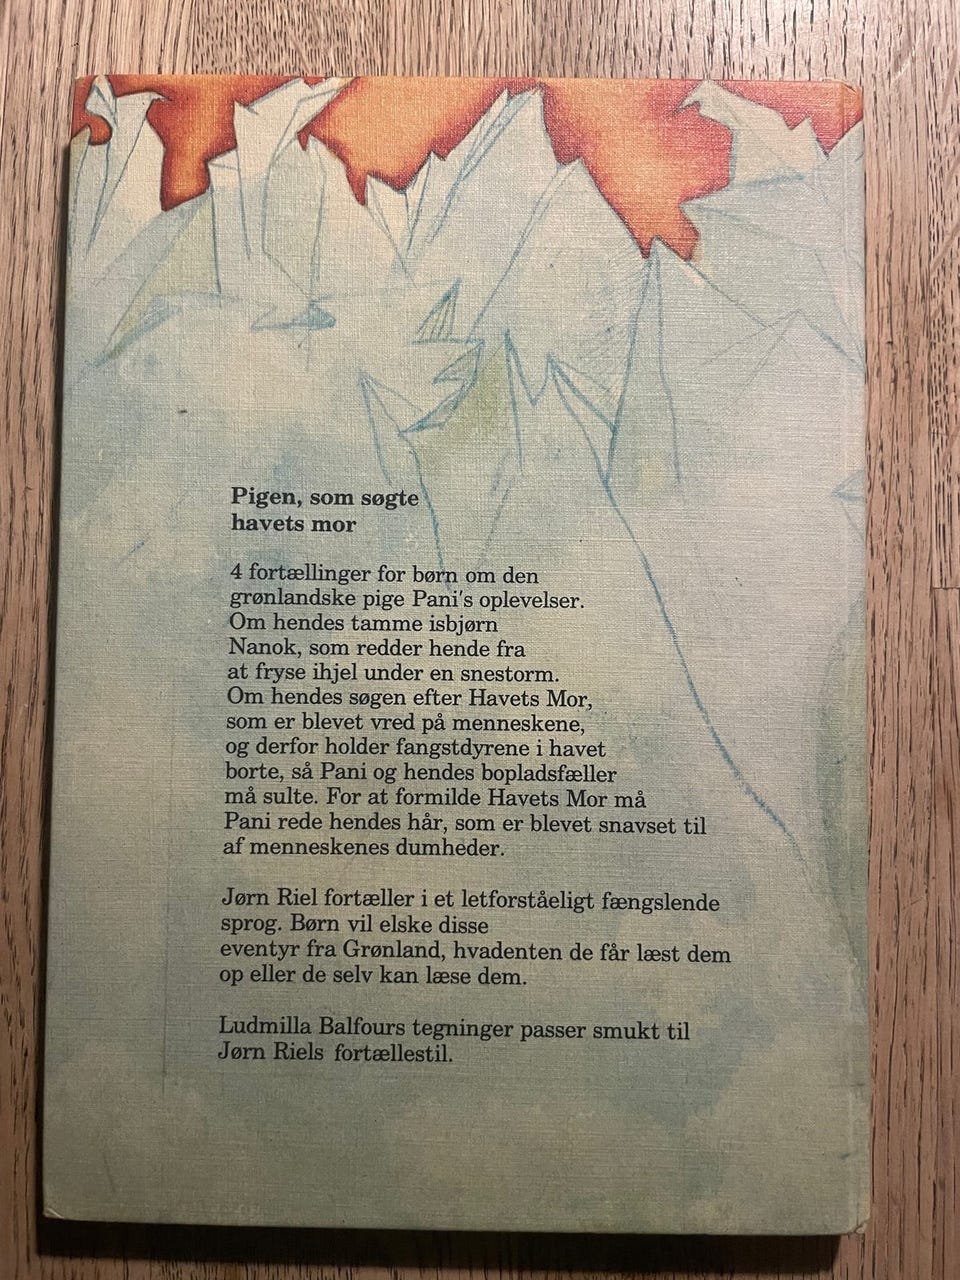 Pigen, som søgte
havets mor
4 fortællinger for børn om den
grønlandske pige Pani's oplevelser.
Om hendes tamme isbjørn
Nanok, som redder hende fra
at fryse ihjel under en snestorm.
Om hendes søgen efter Havets Mor,
som er blevet vred på menneskene,
og derfor holder fangstdyrene i havet
borte, så Pani og hendes bopladsfæller
må sulte. For at formilde Havets Mor må
Pani rede hendes hår, som er blevet snavset til
af menneskenes dumheder.
Jørn Riel fortæller i et letforståeligt fængslende
sprog. Børn vil elske disse
eventyr fra Grønland, hvadenten de får læst dem
op eller de selv kan læse dem.
Ludmilla Balfours tegninger passer smukt til
Jørn Riels fortællestil.